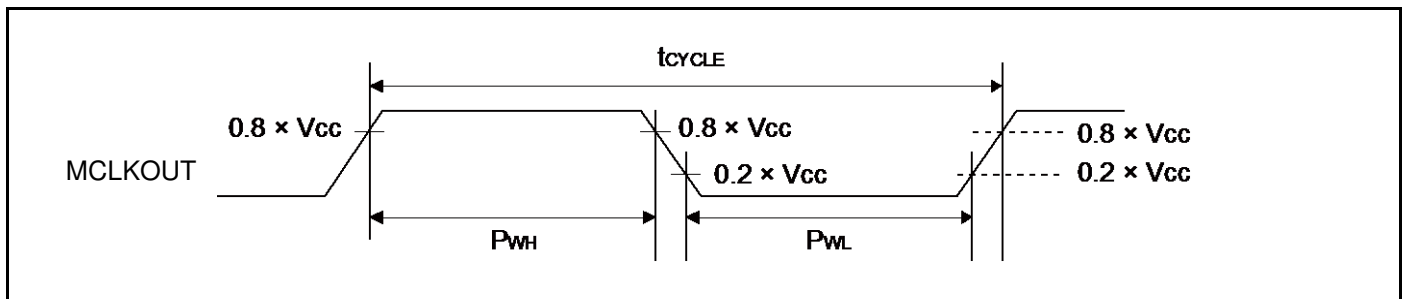 tCYCLE
0.8 × Vcc
0.8 × Vcc
0.8 × Vcc
MCLKOUT
0.2 × Vcc
0.2 × Vcc
PWH
PWL